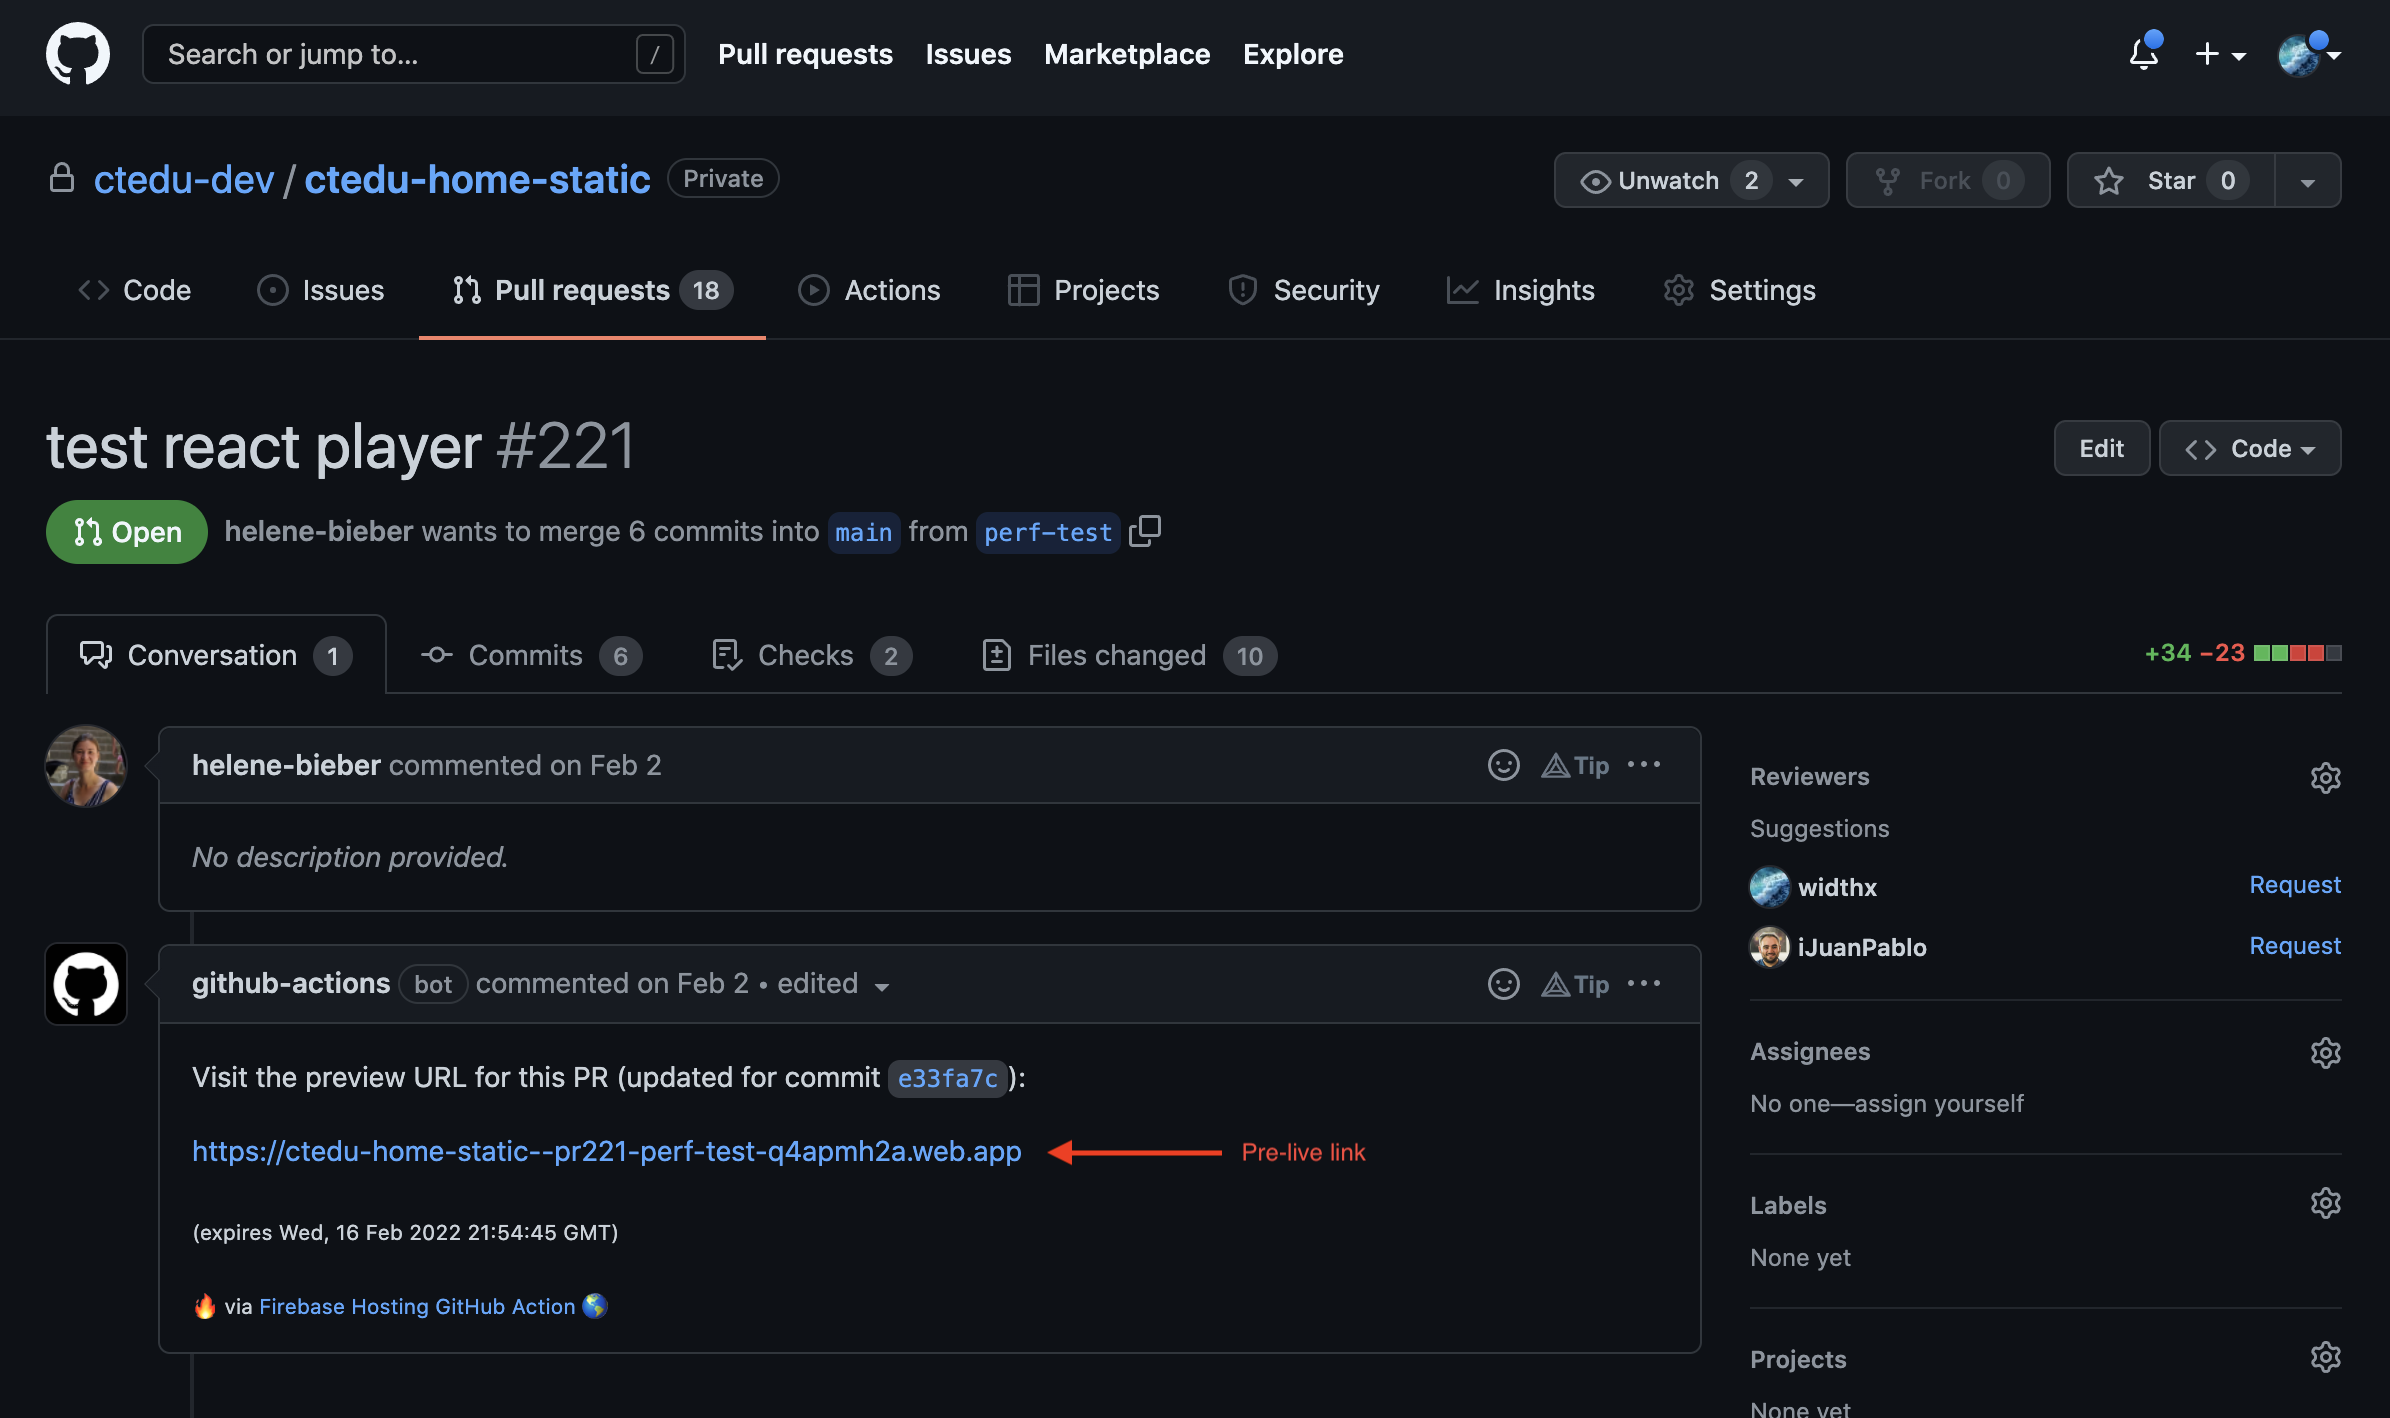 Search or jump to... /
Pull requests Issues Marketplace Explore
ctedu-dev / ctedu-home-static Private
Unwatch 2 Fork 0 Star 0
Code Issues Pull requests 18 Actions Projects Security Insights Settings
test react player #221
Edit Code
Open helene-bieber wants to merge 6 commits into main from perf-test
Conversation 1 Commits 6 Checks 2 Files changed 10
+34 −23
helene-bieber commented on Feb 2 Tip ...
No description provided.
github-actions bot commented on Feb 2 • edited Tip ...
Visit the preview URL for this PR (updated for commit e33fa7c):
https://ctedu-home-static--pr221-perf-test-q4apmh2a.web.app Pre-live link
(expires Wed, 16 Feb 2022 21:54:45 GMT)
🔥 via Firebase Hosting GitHub Action 🌎
Reviewers
Suggestions
widthx Request
iJuanPablo Request
Assignees
No one—assign yourself
Labels
None yet
Projects
None yet